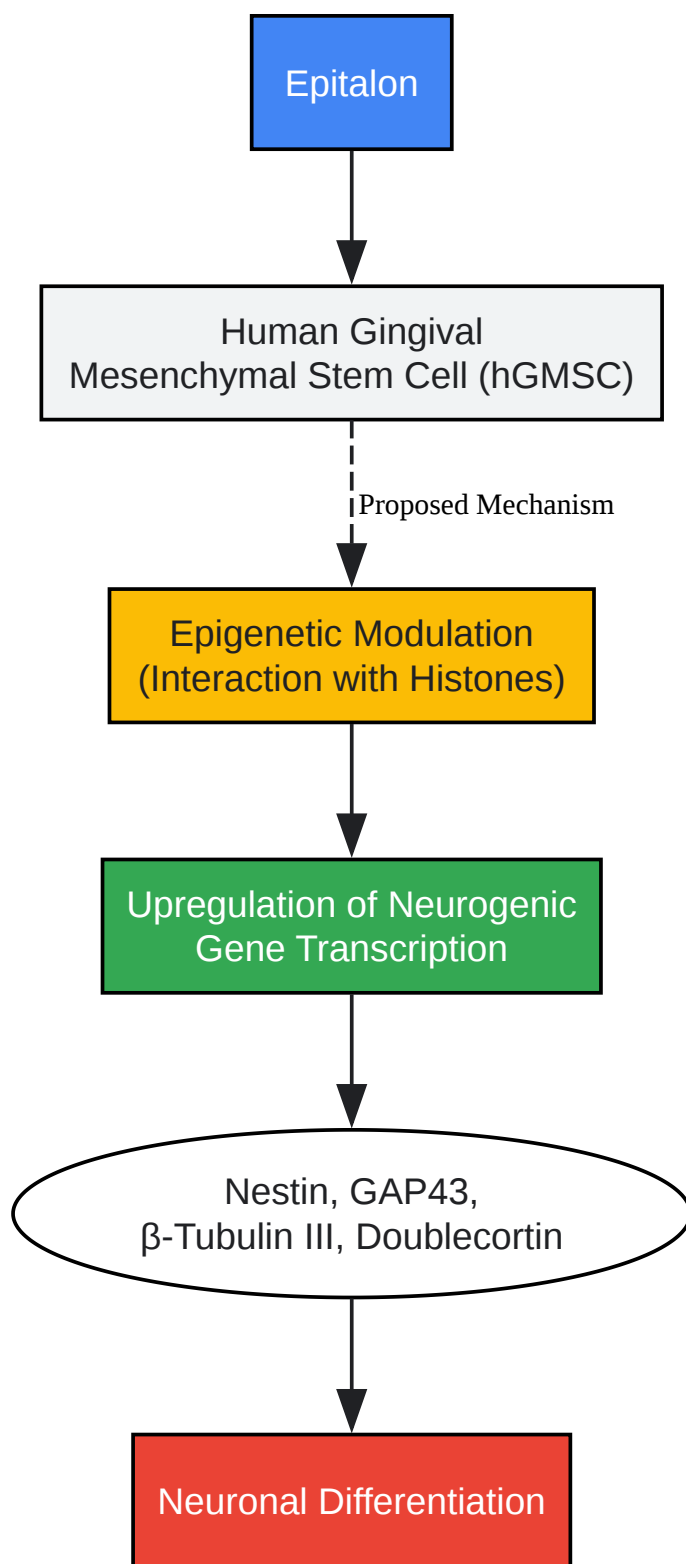 Epitalon
Human Gingival
Mesenchymal Stem Cell (hGMSC)
Proposed Mechanism
Epigenetic Modulation
(Interaction with Histones)
Upregulation of Neurogenic
Gene Transcription
Nestin, GAP43,
β-Tubulin III, Doublecortin
Neuronal Differentiation